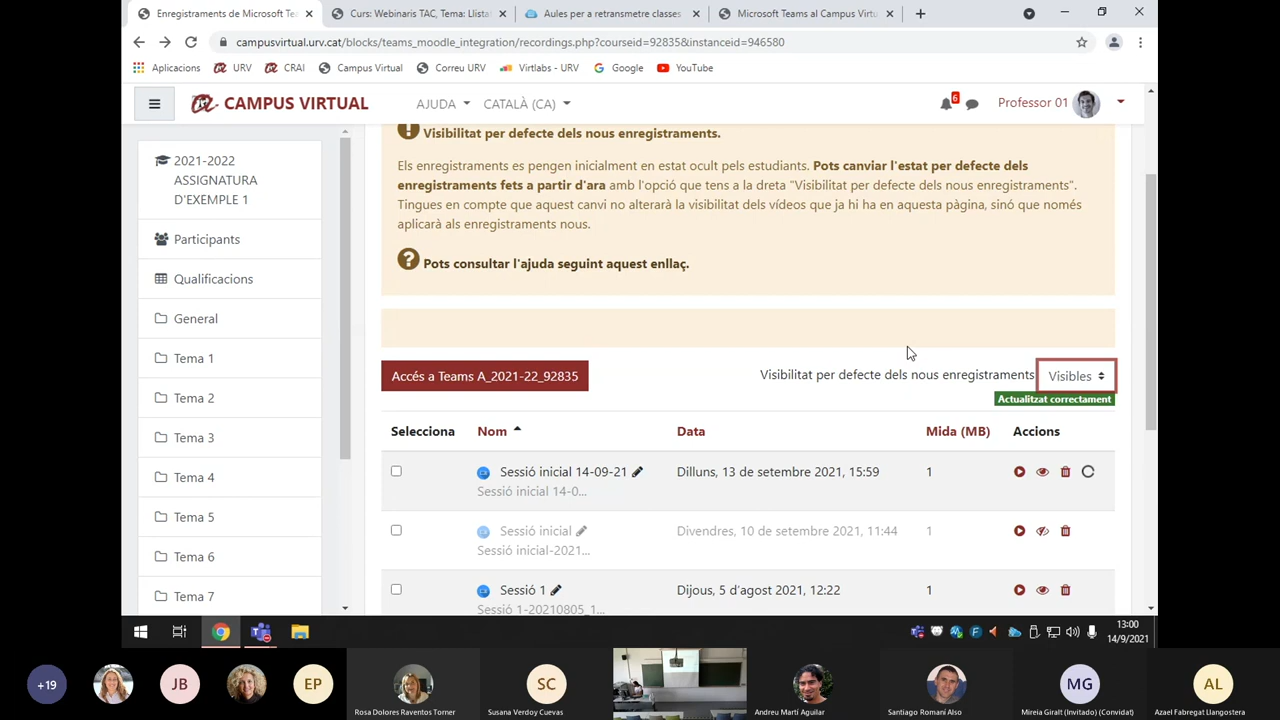 Enregistraments de Microsoft Tea
Curs: Webinaris TAC, Tema: Llistal
Aules per a retransmetre classes
Microsoft Teams al Campus Virtual
campusvirtual.urv.cat/blocks/teams_moodle_integration/recordings.php?courseid=92835&instanceid=946580
Aplicacions
URV
CRAI
Campus Virtual
Correu URV
Virtlabs - URV
Google
YouTube
CAMPUS VIRTUAL
AJUDA
CATALÀ (CA)
6
Professor 01
2021-2022
ASSIGNATURA
D'EXEMPLE 1
Participants
Qualificacions
General
Tema 1
Tema 2
Tema 3
Tema 4
Tema 5
Tema 6
Tema 7
Visibilitat per defecte dels nous enregistraments.
Els enregistraments es pengen inicialment en estat ocult pels estudiants. Pots canviar l'estat per defecte dels
enregistraments fets a partir d'ara amb l'opció que tens a la dreta "Visibilitat per defecte dels nous enregistraments".
Tingues en compte que aquest canvi no alterarà la visibilitat dels vídeos que ja hi ha en aquesta pàgina, sinó que només
aplicarà als enregistraments nous.
Pots consultar l'ajuda seguint aquest enllaç.
Accés a Teams A_2021-22_92835
Visibilitat per defecte dels nous enregistraments
Visibles
Actualitzat correctament
Selecciona Nom Data Mida (MB) Accions
Sessió inicial 14-09-21 Dilluns, 13 de setembre 2021, 15:59 1
Sessió inicial 14-0...
Sessió inicial Divendres, 10 de setembre 2021, 11:44 1
Sessió inicial-2021...
Sessió 1 Dijous, 5 d'agost 2021, 12:22 1
Sessió 1-20210805_1...
13:00
14/9/2021
+19
JB
EP
Rosa Dolores Raventos Torner
SC
Susana Verdoy Cuevas
Andreu Martí Aguilar
Santiago Romaní Also
MG
Mireia Giralt (Invitado) (Convidat)
AL
Azael Fabregat Llangostera